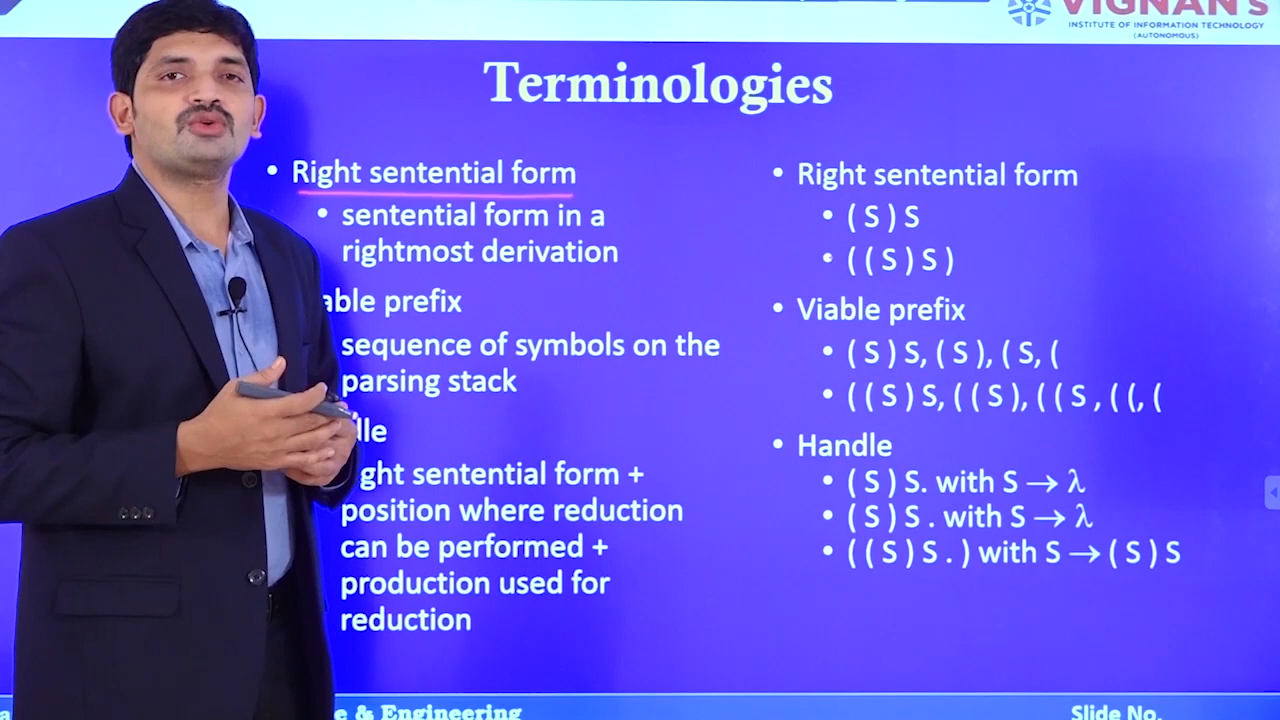 VIGNAN's
INSTITUTE OF INFORMATION TECHNOLOGY
(AUTONOMOUS)
Terminologies
• Right sentential form
• sentential form in a
rightmost derivation
able prefix
sequence of symbols on the
parsing stack
dle
ght sentential form +
position where reduction
can be performed +
production used for
reduction
• Right sentential form
• ( S ) S
• ( ( S ) S )
• Viable prefix
• ( S ) S, ( S ), ( S, (
• ( ( S ) S, ( ( S ), ( ( S , ( (, (
• Handle
• ( S ) S. with S → λ
• ( S ) S . with S → λ
• ( ( S ) S . ) with S → ( S ) S
e & Engineering
Slide No.